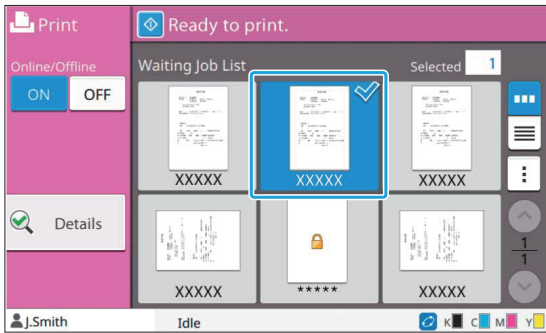 Print
Ready to print.
Online/Offline
ON OFF
Waiting Job List
Selected 1
XXXXX
XXXXX
XXXXX
Details
XXXXX
*****
XXXXX
1
1
J.Smith
Idle
K C M Y